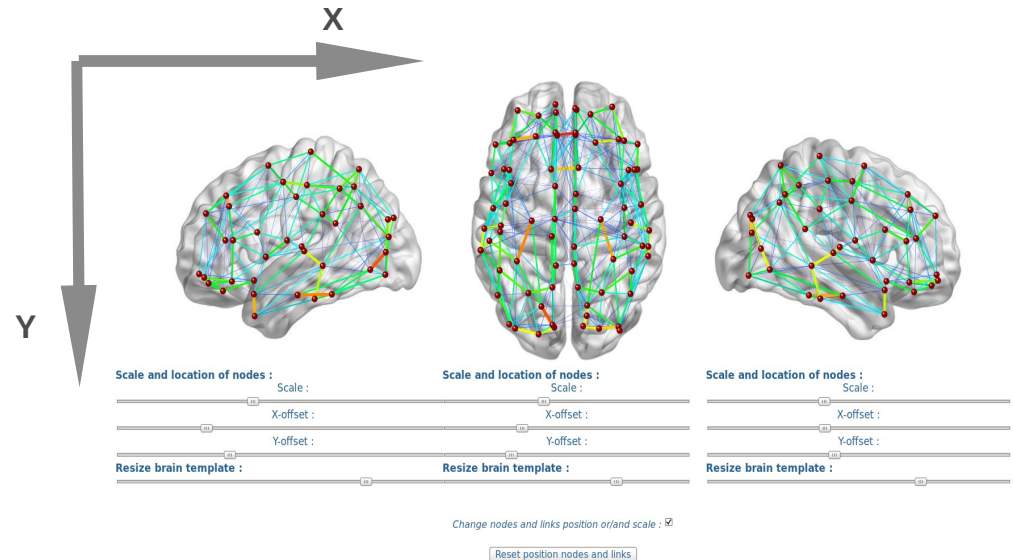 X
Y
Scale and location of nodes :
Scale :
X-offset :
Y-offset :
Resize brain template :
Scale and location of nodes :
Scale :
X-offset :
Y-offset :
Resize brain template :
Scale and location of nodes :
Scale :
X-offset :
Y-offset :
Resize brain template :
Change nodes and links position or/and scale :
Reset position nodes and links